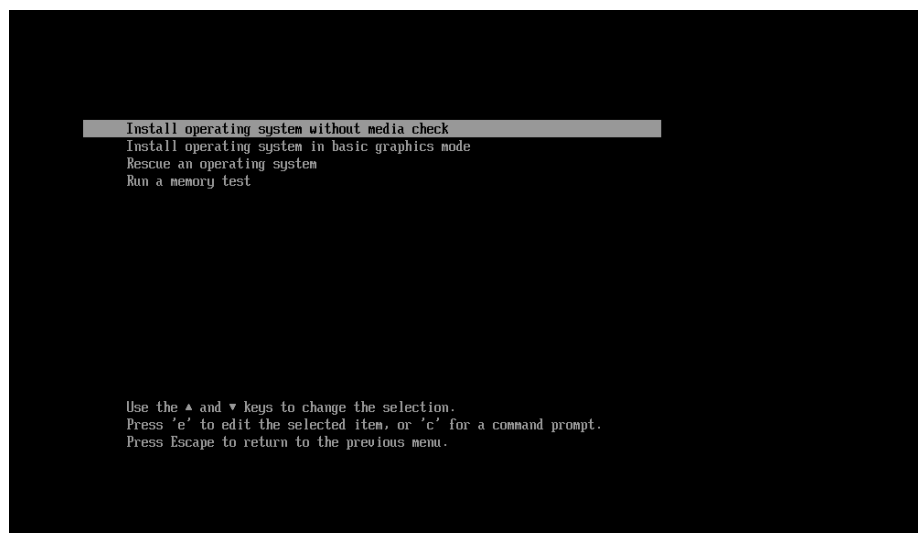 Install operating system without media check
Install operating system in basic graphics mode
Rescue an operating system
Run a memory test
Use the ▲ and ▼ keys to change the selection.
Press 'e' to edit the selected item, or 'c' for a command prompt.
Press Escape to return to the previous menu.